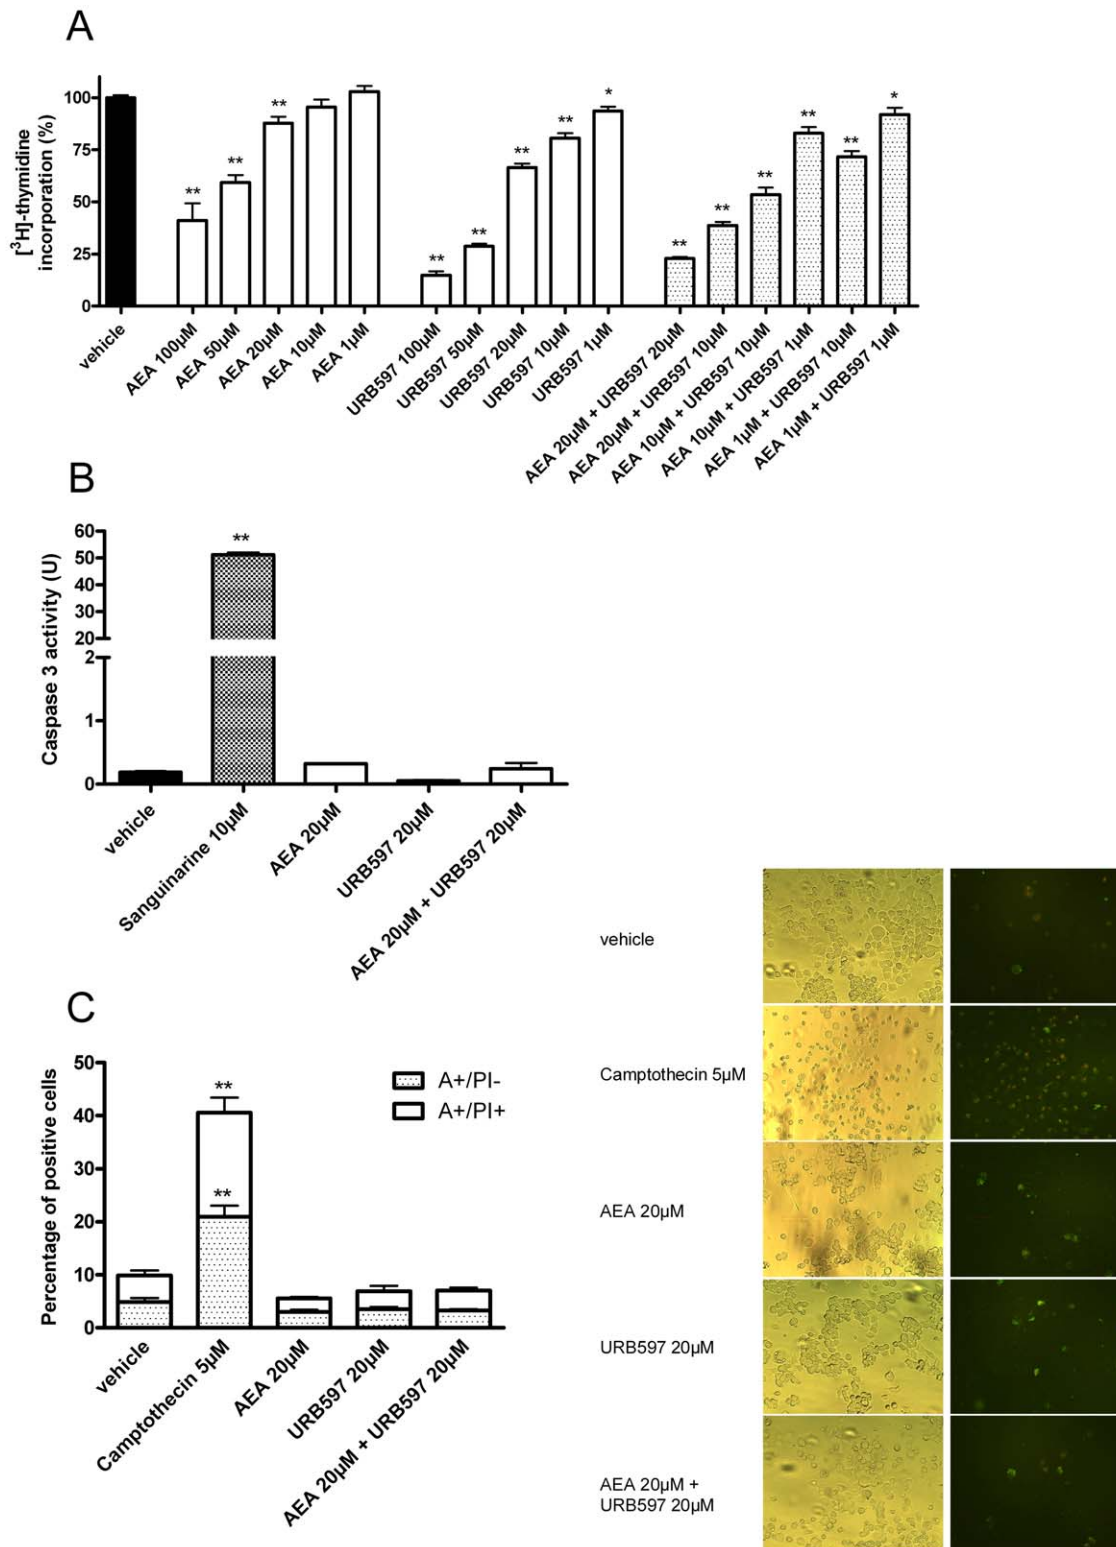 A
[³H]-thymidine
incorporation (%)
100
75
50
25
0
** ** ** ** ** ** ** * ** ** ** ** ** *
vehicle
AEA 100µM
AEA 50µM
AEA 20µM
AEA 10µM
AEA 1µM
URB597 100µM
URB597 50µM
URB597 20µM
URB597 10µM
URB597 1µM
AEA 20µM + URB597 20µM
AEA 20µM + URB597 10µM
AEA 10µM + URB597 10µM
AEA 10µM + URB597 1µM
AEA 1µM + URB597 10µM
AEA 1µM + URB597 1µM
B
Caspase 3 activity (U)
60
50
40
30
20
2
1
0
**
vehicle
Sanguinarine 10µM
AEA 20µM
URB597 20µM
AEA 20µM + URB597 20µM
C
Percentage of positive cells
50
40
30
20
10
0
**
**
A+/PI-
A+/PI+
vehicle
Camptothecin 5µM
AEA 20µM
URB597 20µM
AEA 20µM + URB597 20µM
vehicle
Camptothecin 5µM
AEA 20µM
URB597 20µM
AEA 20µM +
URB597 20µM